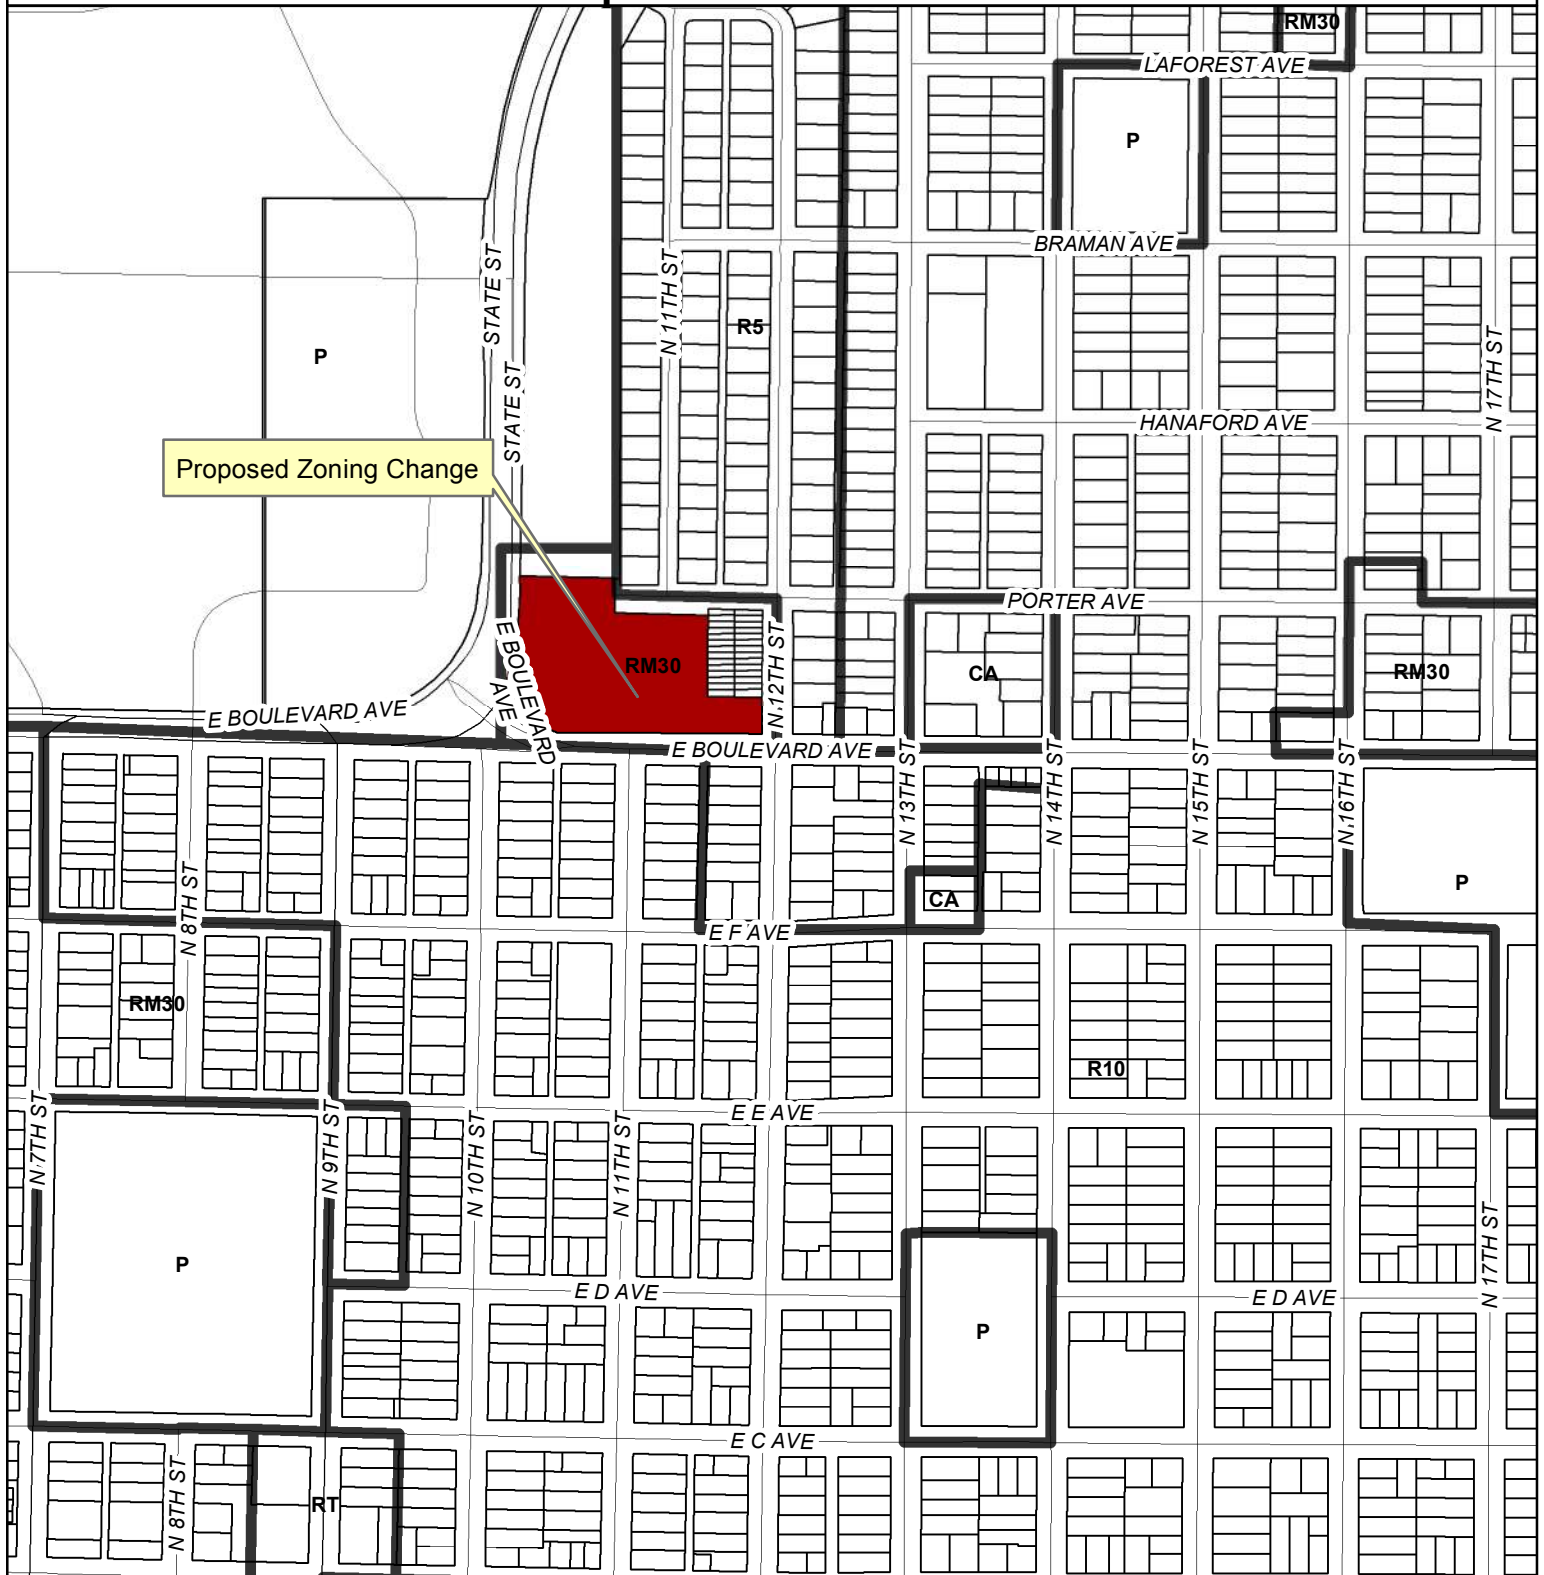 RM30
LAFOREST AVE
P
BRAMAN AVE
STATE ST
N 11TH ST
R5
P
N 17TH ST
STATE ST
HANAFORD AVE
Proposed Zoning Change
PORTER AVE
E BOULEVARD
AVE
RM30
N 12TH ST
CA
RM30
E BOULEVARD AVE
E BOULEVARD AVE
N 13TH ST
N 14TH ST
N 15TH ST
N 16TH ST
N 8TH ST
CA
P
E F AVE
RM30
R10
E E AVE
N 7TH ST
N 9TH ST
N 10TH ST
N 11TH ST
N 17TH ST
P
E D AVE
E D AVE
P
E C AVE
N 8TH ST
RT